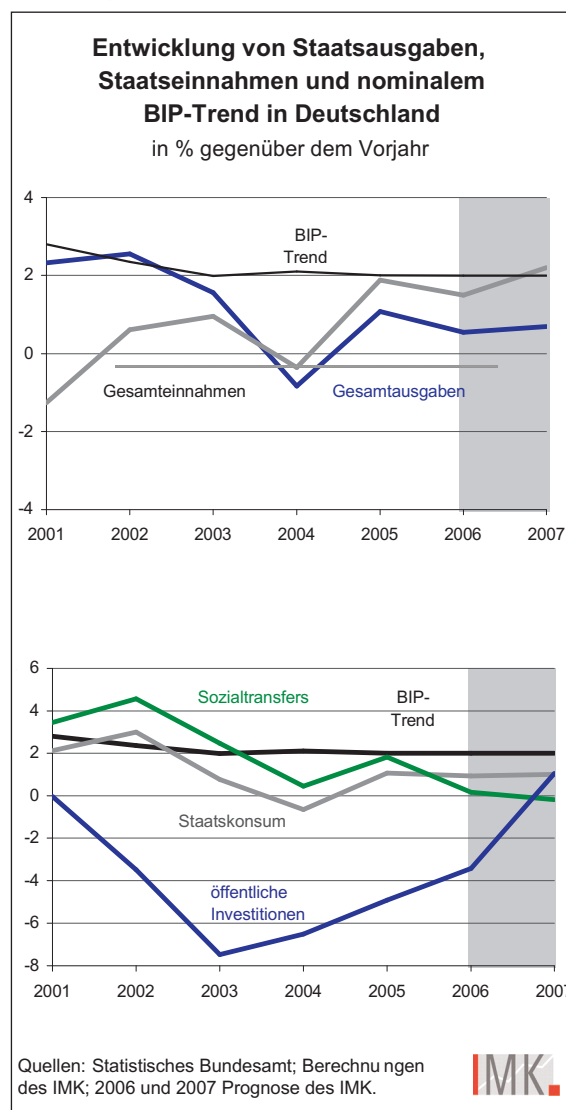 Entwicklung von Staatsausgaben,
Staatseinnahmen und nominalem
BIP-Trend in Deutschland
in % gegenüber dem Vorjahr
4
2
0
-2
-4
BIP-
Trend
Gesamteinnahmen
Gesamtausgaben
2001 2002 2003 2004 2005 2006 2007
6
4
2
0
-2
-4
-6
-8
Sozialtransfers
BIP-
Trend
Staatskonsum
öffentliche
Investitionen
2001 2002 2003 2004 2005 2006 2007
Quellen: Statistisches Bundesamt; Berechnu ngen
des IMK; 2006 und 2007 Prognose des IMK.
IMK.